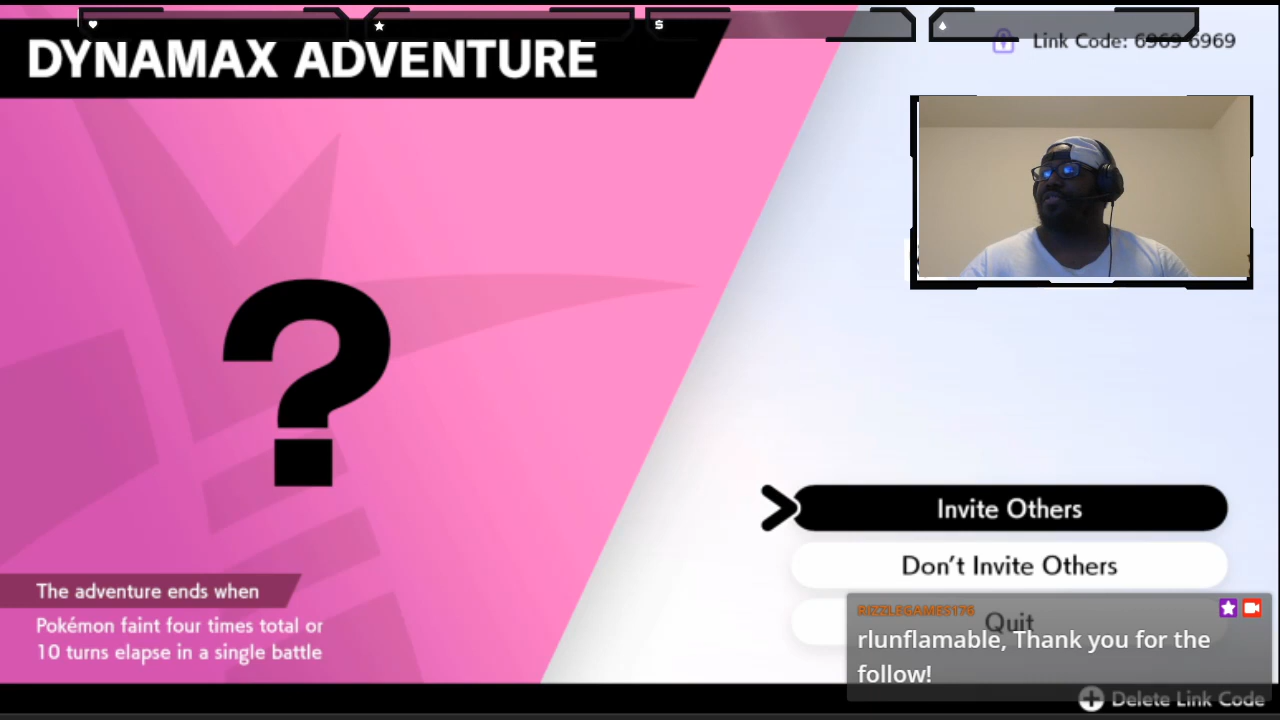 DYNAMAX ADVENTURE
Link Code: 6969 6969
Invite Others
Don't Invite Others
Quit
The adventure ends when
Pokémon faint four times total or
10 turns elapse in a single battle
rlunflamable, Thank you for the
follow!
Delete Link Code